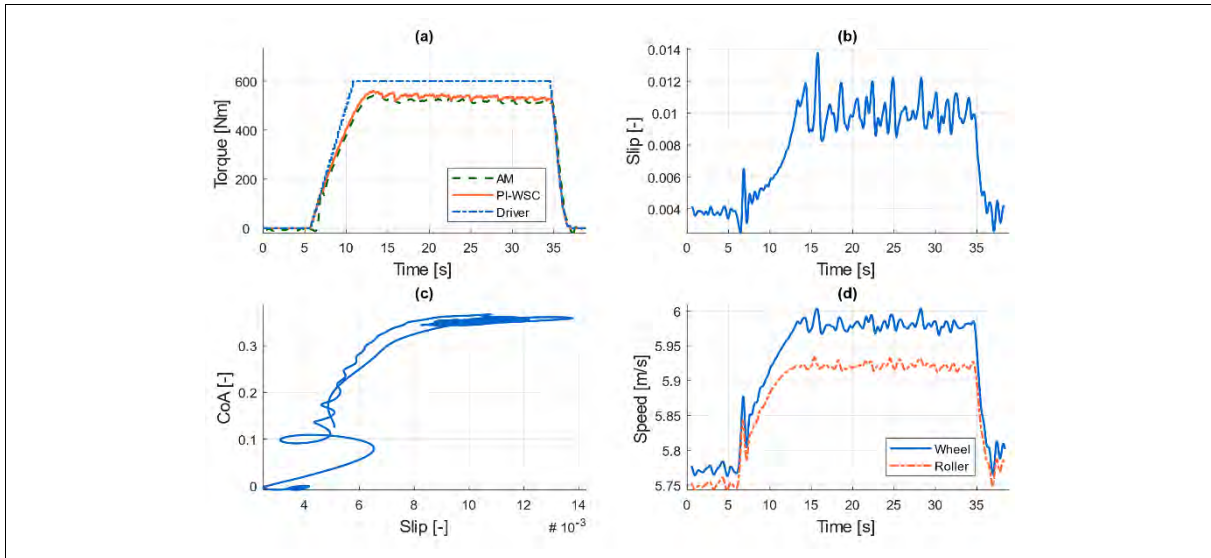 (a)
600
400
200
0
Torque [Nm]
AM
PI-WSC
Driver
0 5 10 15 20 25 30 35
Time [s]
(b)
0.014
0.012
0.01
0.008
0.006
0.004
Slip [-]
0 5 10 15 20 25 30 35
Time [s]
(c)
0.3
0.2
0.1
0
CoA [-]
4 6 8 10 12 14
Slip [-]
# 10⁻³
(d)
6
5.95
5.9
5.85
5.8
5.75
Speed [m/s]
Wheel
Roller
0 5 10 15 20 25 30 35
Time [s]